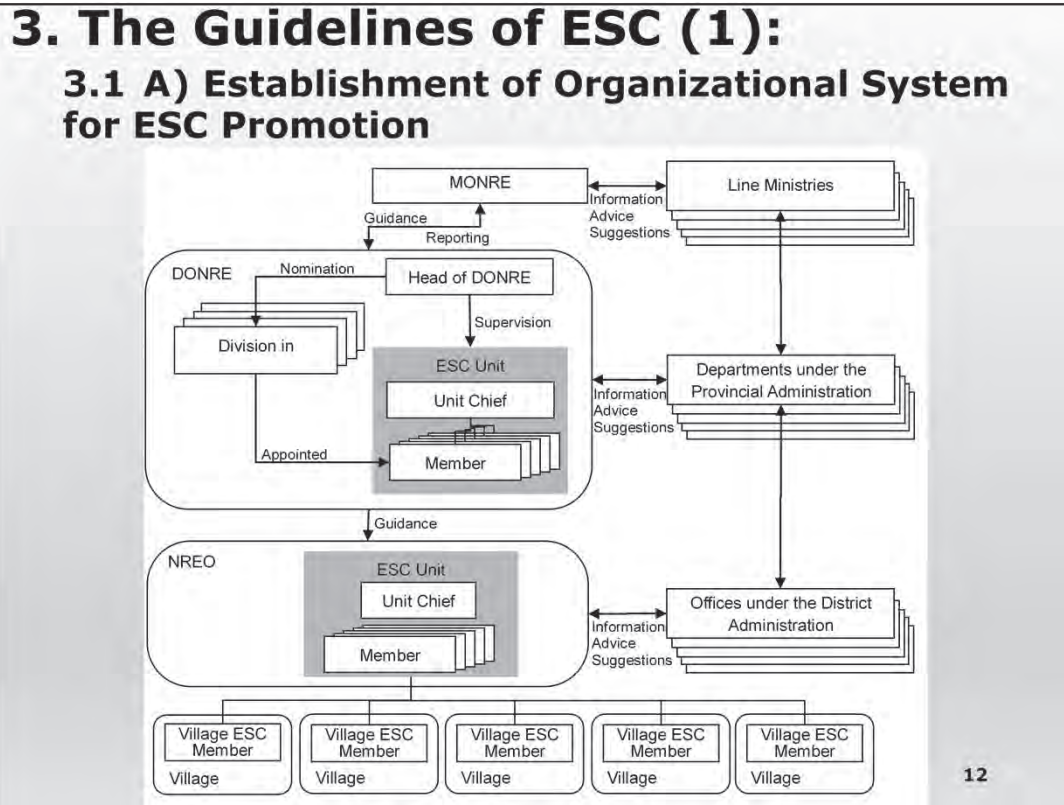 3. The Guidelines of ESC (1):
3.1 A) Establishment of Organizational System
for ESC Promotion
MONRE
Line Ministries
Information
Advice
Suggestions
Guidance
Reporting
DONRE
Nomination
Head of DONRE
Supervision
Division in
ESC Unit
Unit Chief
Member
Appointed
Departments under the
Provincial Administration
Information
Advice
Suggestions
Guidance
NREO
ESC Unit
Unit Chief
Member
Offices under the District
Administration
Information
Advice
Suggestions
Village ESC
Member
Village
Village ESC
Member
Village
Village ESC
Member
Village
Village ESC
Member
Village
Village ESC
Member
Village
12